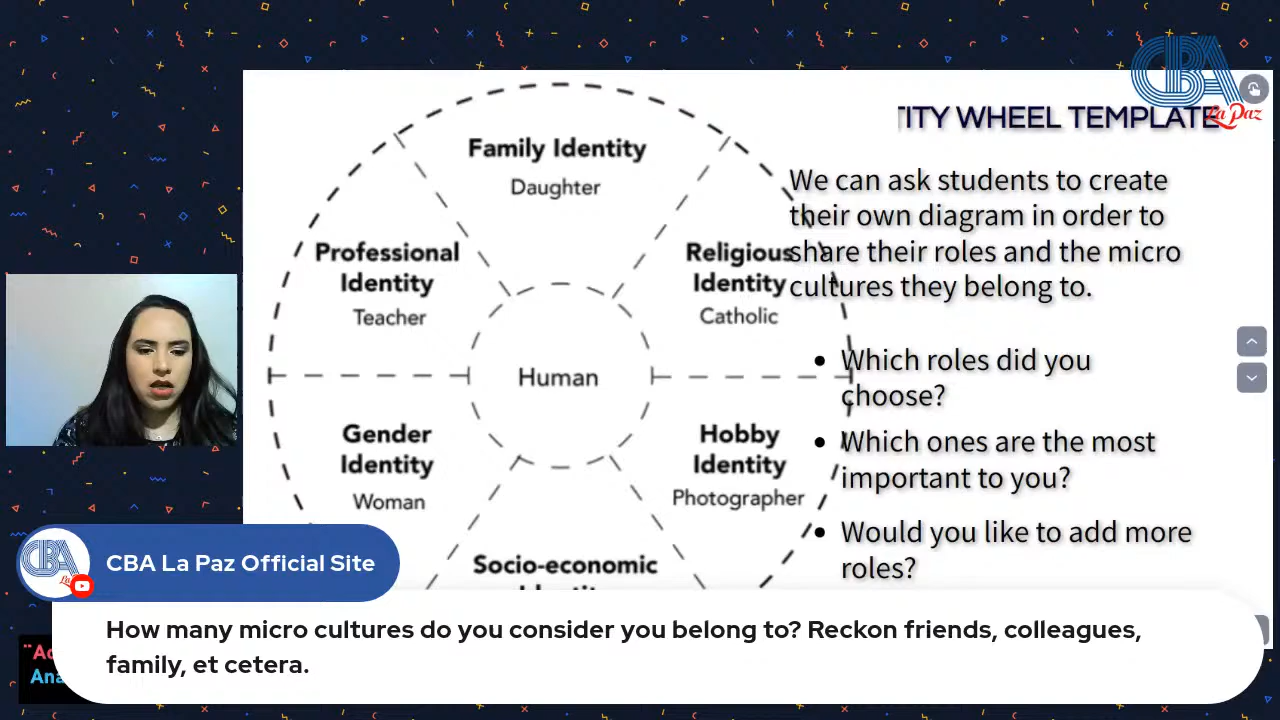 CBA
La Paz
TITY WHEEL TEMPLATE
Family Identity
Daughter
Professional
Identity
Teacher
Religious
Identity
Catholic
Human
Gender
Identity
Woman
Hobby
Identity
Photographer
Socio-economic
We can ask students to create
their own diagram in order to
share their roles and the micro
cultures they belong to.
• Which roles did you
choose?
• Which ones are the most
important to you?
• Would you like to add more
roles?
CBA
CBA La Paz Official Site
How many micro cultures do you consider you belong to? Reckon friends, colleagues,
family, et cetera.